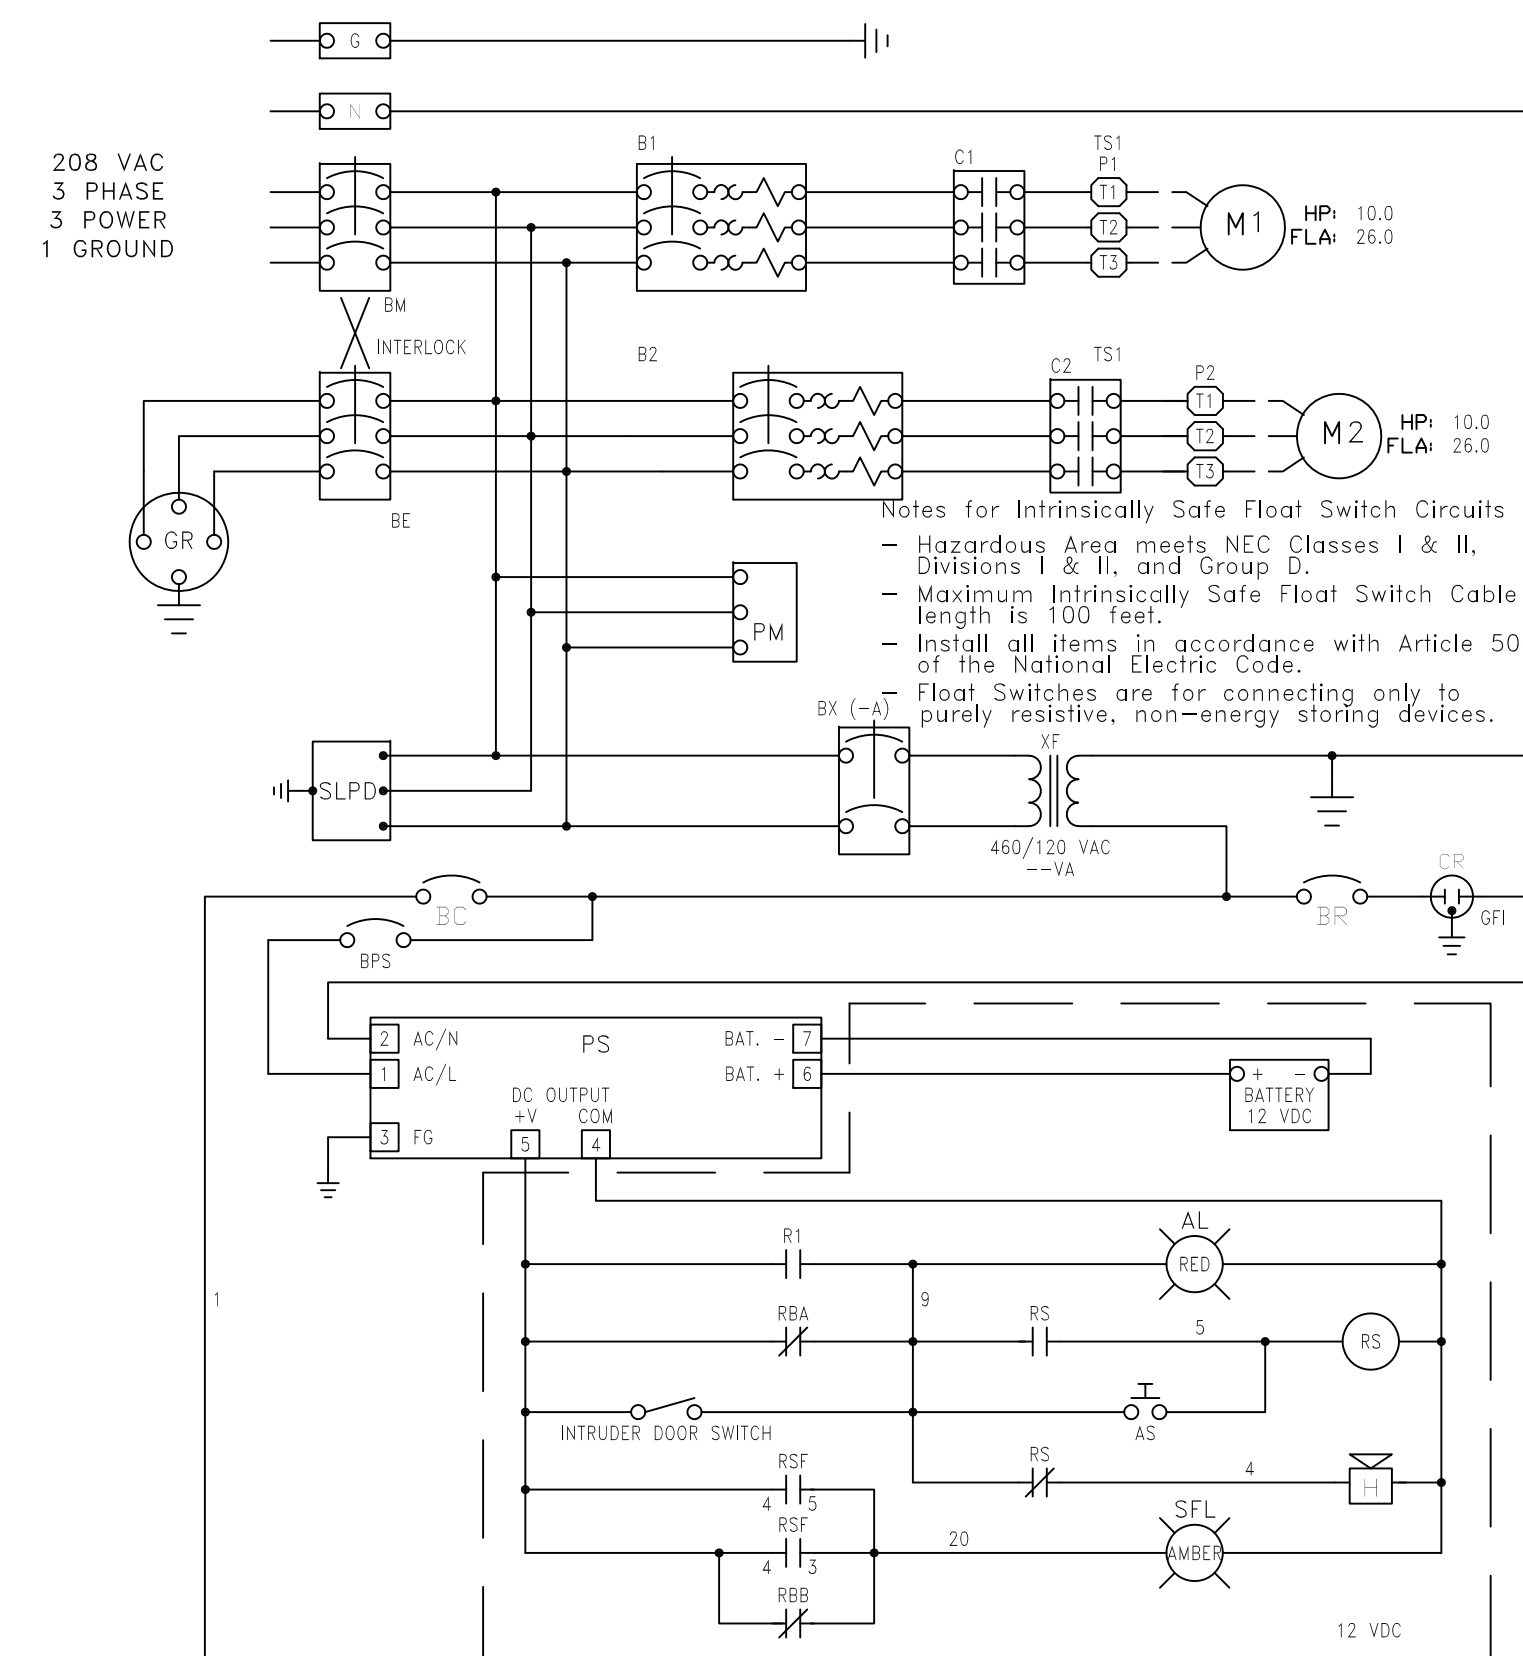 G
N
208 VAC
3 PHASE
3 POWER
1 GROUND
B1
C1
TS1
P1
T1
T2
T3
M1
HP: 10.0
FLA: 26.0
BM
INTERLOCK
B2
C2
TS1
P2
T1
T2
T3
M2
HP: 10.0
FLA: 26.0
BE
GR
PM
Notes for Intrinsically Safe Float Switch Circuits
– Hazardous Area meets NEC Classes I & II,
Divisions I & II, and Group D.
– Maximum Intrinsically Safe Float Switch Cable
length is 100 feet.
– Install all items in accordance with Article 50
of the National Electric Code.
– Float Switches are for connecting only to
purely resistive, non-energy storing devices.
BX (-A)
XF
SLPD
460/120 VAC
--VA
BC
BPS
BR
CR
GFI
2 AC/N
PS
BAT. - 7
1 AC/L
BAT. + 6
DC OUTPUT
+V COM
3 FG
5
4
+ -
BATTERY
12 VDC
R1
AL
RED
1
9
RBA
RS
5
RS
INTRUDER DOOR SWITCH
AS
RSF
4 5
RS
4
H
RSF
4 3
20
SFL
AMBER
RBB
12 VDC